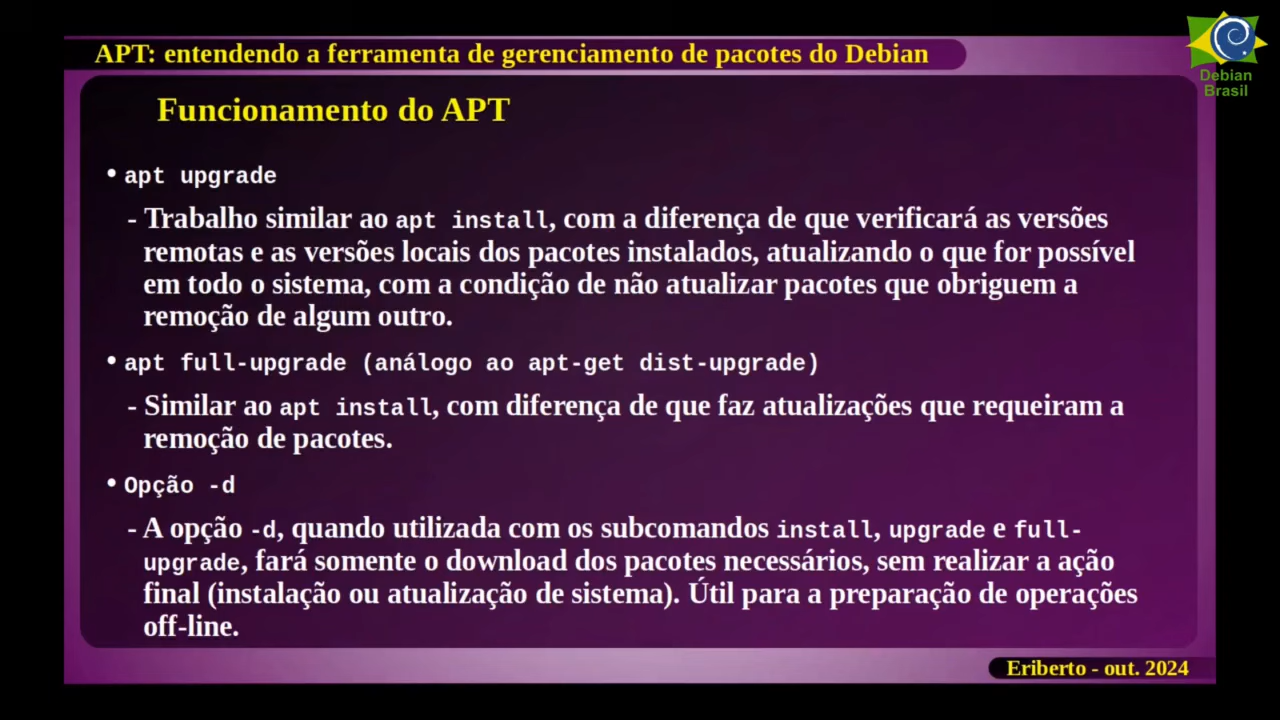 APT: entendendo a ferramenta de gerenciamento de pacotes do Debian
Debian
Brasil
Funcionamento do APT
• apt upgrade
- Trabalho similar ao apt install, com a diferença de que verificará as versões
remotas e as versões locais dos pacotes instalados, atualizando o que for possível
em todo o sistema, com a condição de não atualizar pacotes que obriguem a
remoção de algum outro.
• apt full-upgrade (análogo ao apt-get dist-upgrade)
- Similar ao apt install, com diferença de que faz atualizações que requeiram a
remoção de pacotes.
• Opção -d
- A opção -d, quando utilizada com os subcomandos install, upgrade e full-
upgrade, fará somente o download dos pacotes necessários, sem realizar a ação
final (instalação ou atualização de sistema). Útil para a preparação de operações
off-line.
Eriberto - out. 2024